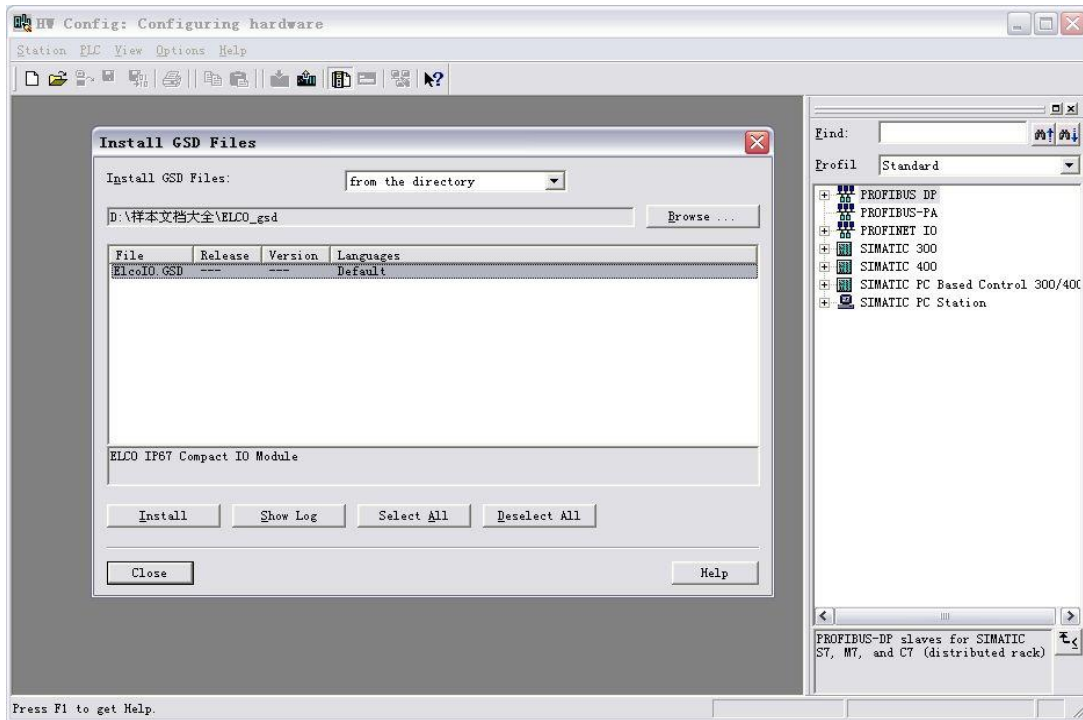 HW Config: Configuring hardware
Station PLC View Options Help
Install GSD Files
Install GSD Files:
from the directory
D:\样本文档大全\ELCO_gsd
Browse ...
File Release Version Languages
ElcoIO.GSD --- --- Default
ELCO IP67 Compact IO Module
Install Show Log Select All Deselect All
Close Help
Find:
Profil Standard
PROFIBUS DP
PROFIBUS-PA
PROFINET IO
SIMATIC 300
SIMATIC 400
SIMATIC PC Based Control 300/400
SIMATIC PC Station
PROFIBUS-DP slaves for SIMATIC
S7, M7, and C7 (distributed rack)
Press F1 to get Help.